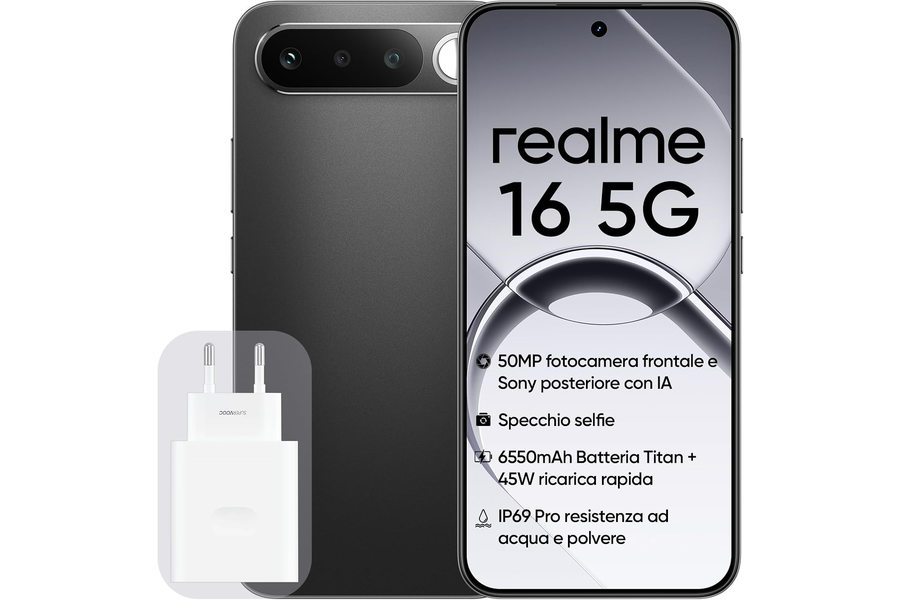 realme
16 5G
50MP fotocamera frontale e
Sony posteriore con IA
Specchio selfie
6550mAh Batteria Titan +
45W ricarica rapida
IP69 Pro resistenza ad
acqua e polvere
SUPERVOOC